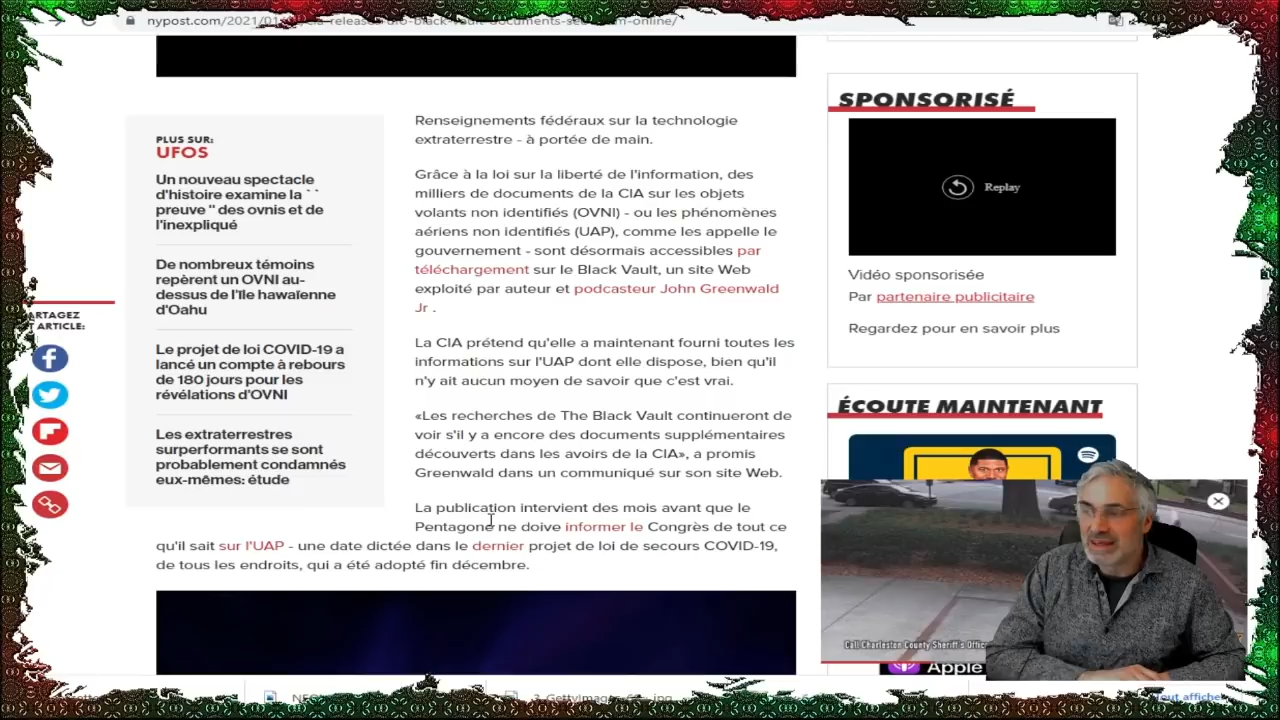 nypost.com/2021/01
online/
PLUS SUR:
UFOS
Un nouveau spectacle
d'histoire examine la ``
preuve '' des ovnis et de
l'inexpliqué
De nombreux témoins
repèrent un OVNI au-
dessus de l'île hawaïenne
d'Oahu
Le projet de loi COVID-19 a
lancé un compte à rebours
de 180 jours pour les
révélations d'OVNI
Les extraterrestres
surperformants se sont
probablement condamnés
eux-mêmes: étude
ARTAGEZ
T ARTICLE:
Renseignements fédéraux sur la technologie
extraterrestre - à portée de main.
Grâce à la loi sur la liberté de l'information, des
milliers de documents de la CIA sur les objets
volants non identifiés (OVNI) - ou les phénomènes
aériens non identifiés (UAP), comme les appelle le
gouvernement - sont désormais accessibles par
téléchargement sur le Black Vault, un site Web
exploité par auteur et podcasteur John Greenwald
Jr .
La CIA prétend qu'elle a maintenant fourni toutes les
informations sur l'UAP dont elle dispose, bien qu'il
n'y ait aucun moyen de savoir que c'est vrai.
«Les recherches de The Black Vault continueront de
voir s'il y a encore des documents supplémentaires
découverts dans les avoirs de la CIA», a promis
Greenwald dans un communiqué sur son site Web.
La publication intervient des mois avant que le
Pentagone ne doive informer le Congrès de tout ce
qu'il sait sur l'UAP - une date dictée dans le dernier projet de loi de secours COVID-19,
de tous les endroits, qui a été adopté fin décembre.
SPONSORISÉ
Replay
Vidéo sponsorisée
Par partenaire publicitaire
Regardez pour en savoir plus
ÉCOUTE MAINTENANT
Call Charleston County Sheriff's Offic
Apple